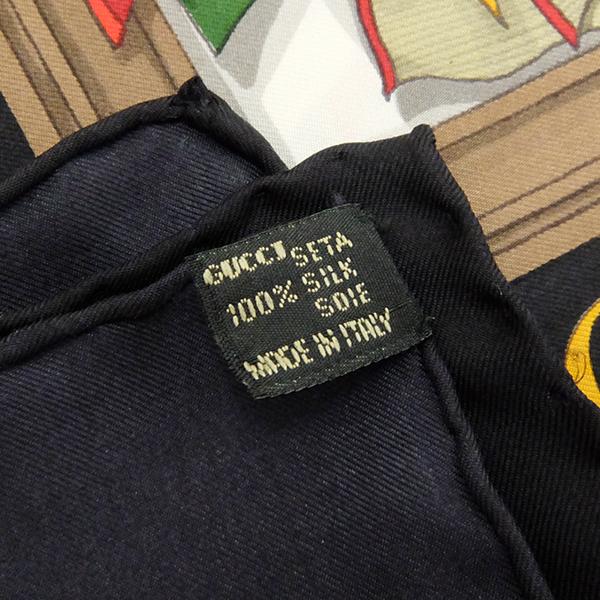 GUCCI SETA
100% SILK
SOIE
MADE IN ITALY